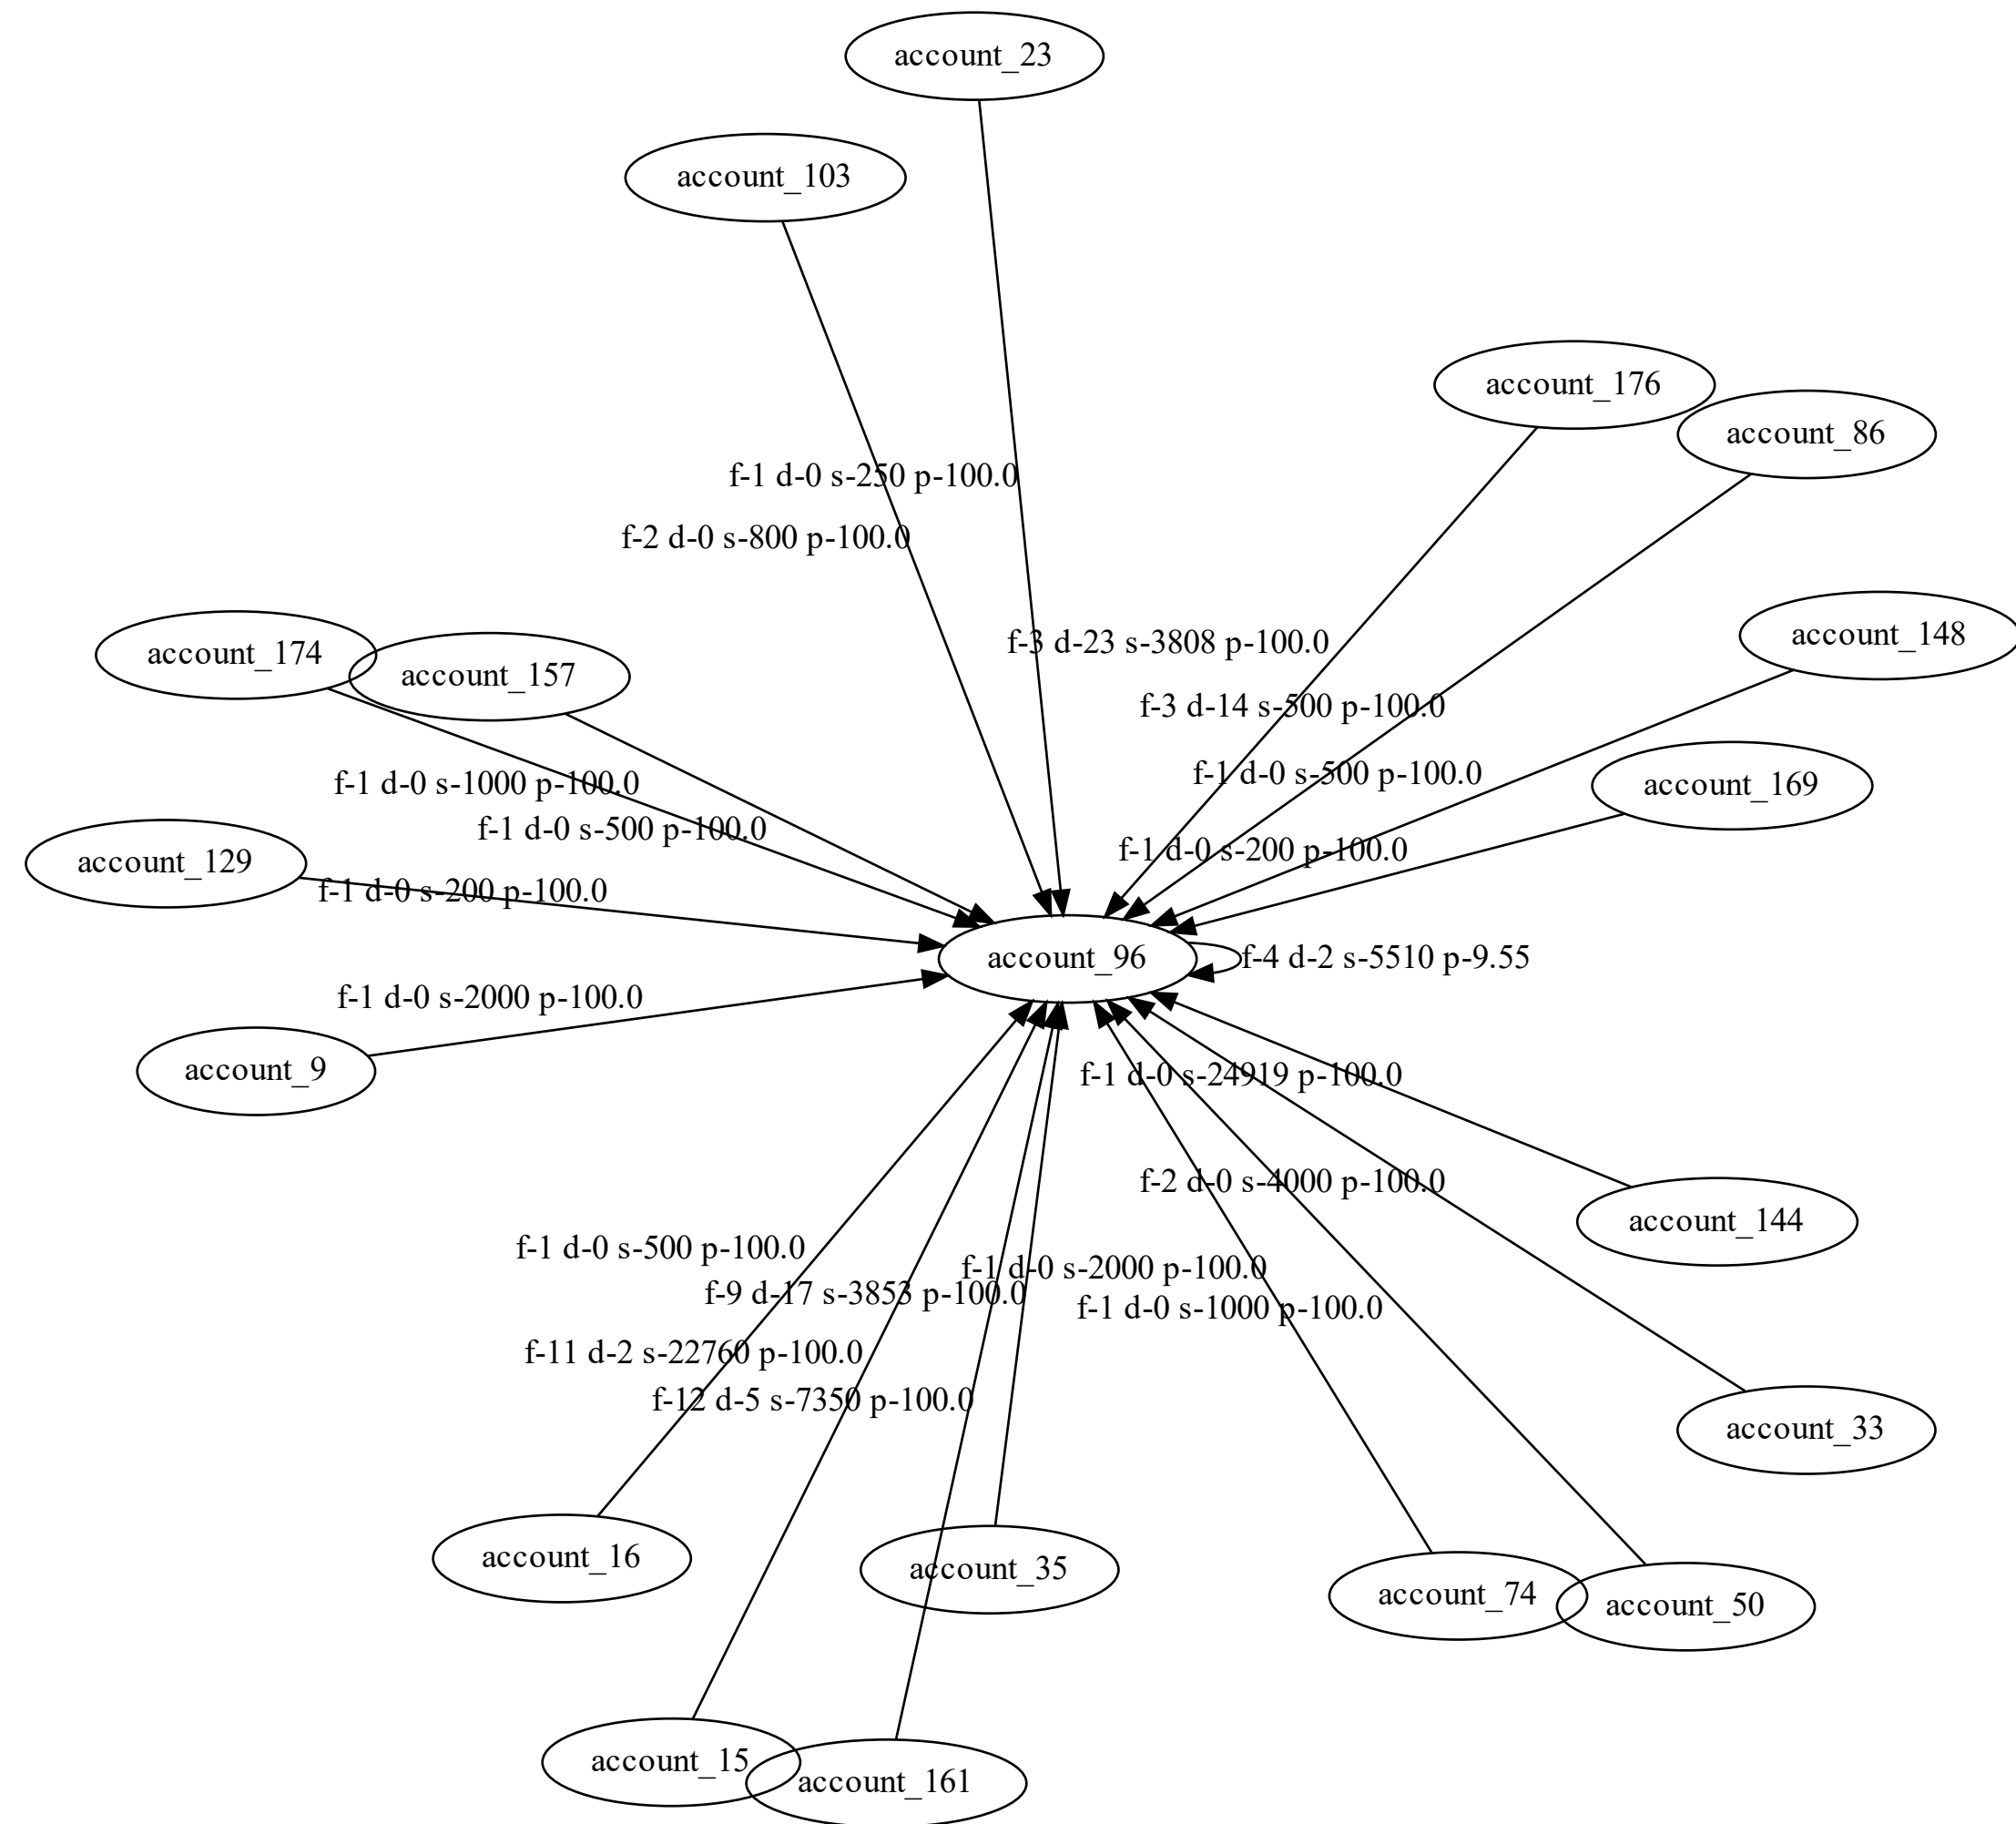 account_23
account_103
account_176
account_86
f-1 d-0 s-250 p-100.0
f-2 d-0 s-800 p-100.0
account_148
f-3 d-23 s-3808 p-100.0
account_174
account_157
f-3 d-14 s-500 p-100.0
f-1 d-0 s-500 p-100.0
account_169
f-1 d-0 s-1000 p-100.0
f-1 d-0 s-500 p-100.0
f-1 d-0 s-200 p-100.0
account_129
f-1 d-0 s-200 p-100.0
account_96
f-4 d-2 s-5510 p-9.55
f-1 d-0 s-2000 p-100.0
account_9
f-1 d-0 s-24919 p-100.0
f-2 d-0 s-4000 p-100.0
account_144
f-1 d-0 s-500 p-100.0
f-1 d-0 s-2000 p-100.0
f-9 d-17 s-3853 p-100.0
f-1 d-0 s-1000 p-100.0
f-11 d-2 s-22760 p-100.0
f-12 d-5 s-7350 p-100.0
account_33
account_16
account_35
account_74
account_50
account_15
account_161